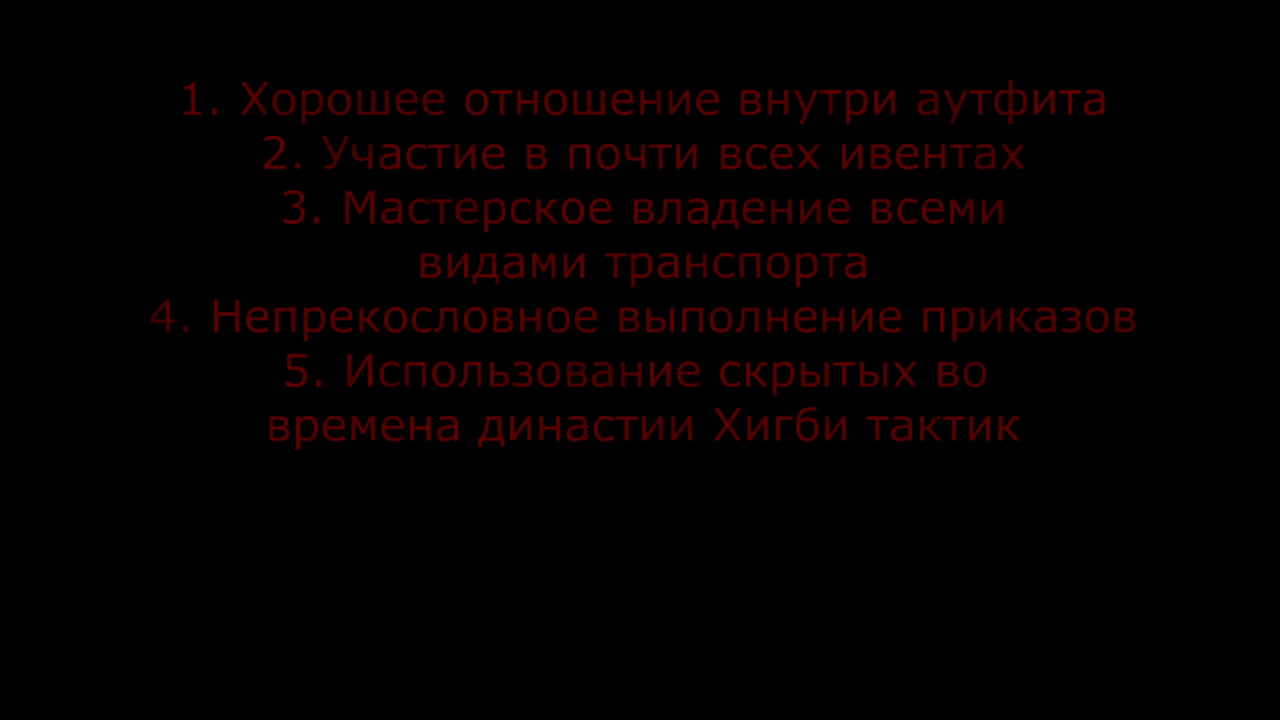 1. Хорошее отношение внутри аутфита
2. Участие в почти всех ивентах
3. Мастерское владение всеми
видами транспорта
4. Непрекословное выполнение приказов
5. Использование скрытых во
времена династии Хигби тактик